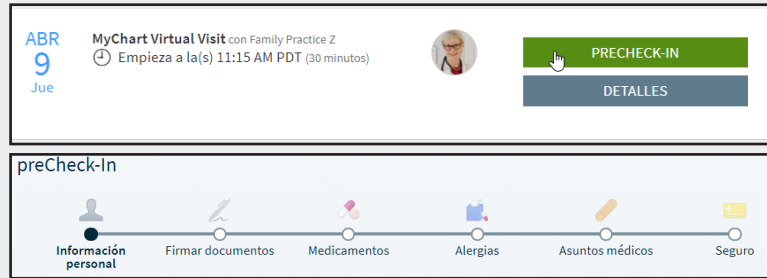 ABR
9
Jue
MyChart Virtual Visit con Family Practice Z
Empieza a la(s) 11:15 AM PDT (30 minutos)
PRECHECK-IN
DETALLES
preCheck-In
Información
personal
Firmar documentos
Medicamentos
Alergias
Asuntos médicos
Seguro